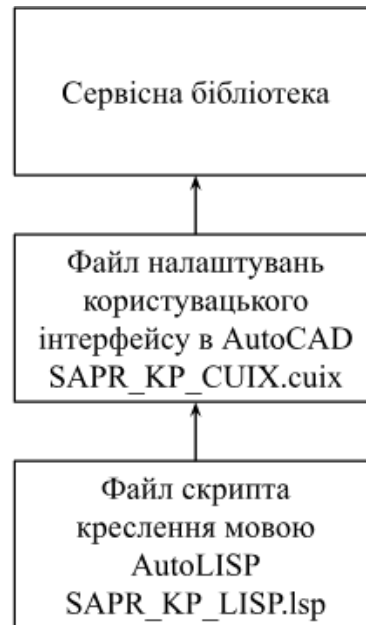 Сервісна бібліотека
Файл налаштувань
користувацького
інтерфейсу в AutoCAD
SAPR_KP_CUIX.cuix
Файл скрипта
креслення мовою
AutoLISP
SAPR_KP_LISP.lsp